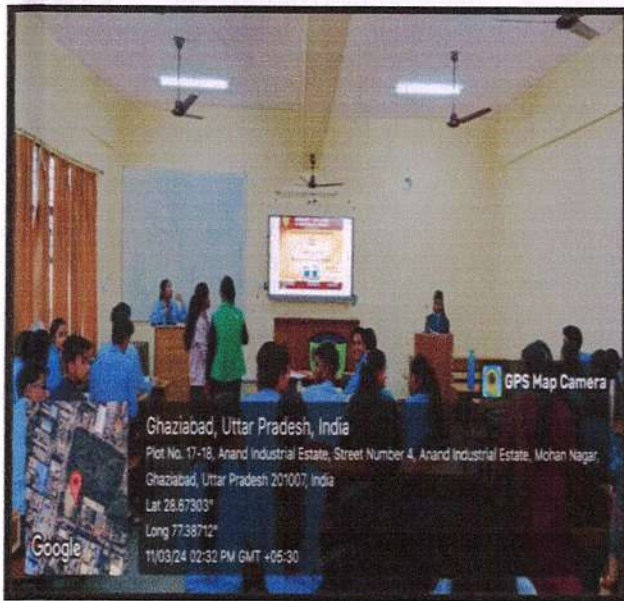 GPS Map Camera
Ghaziabad, Uttar Pradesh, India
Plot No. 17-18, Anand Industrial Estate, Street Number 4, Anand Industrial Estate, Mohan Nagar,
Ghaziabad, Uttar Pradesh 201007, India
Lat 28.67303°
Long 77.38712°
11/03/24 02:32 PM GMT +05:30
Google